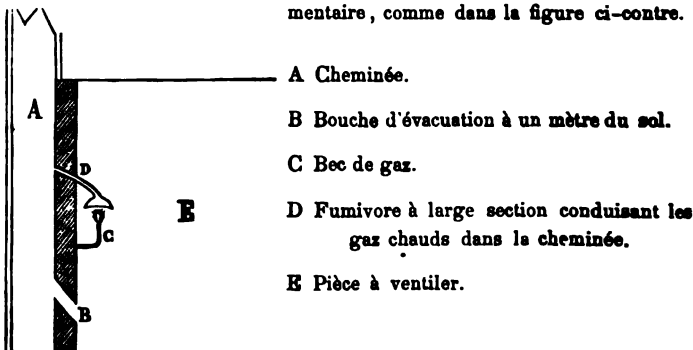 mentaire, comme dans la figure ci-contre.
A Cheminée.
B Bouche d'évacuation à un mètre du sol.
C Bec de gaz.
D Fumivore à large section conduisant les
gaz chauds dans la cheminée.
E Pièce à ventiler.
A
D
E
C
B